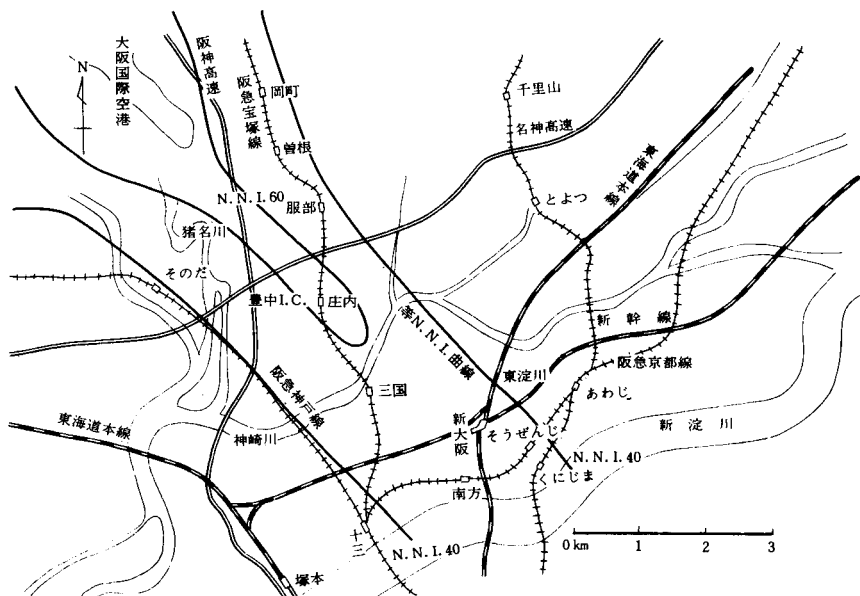 N
大阪国際空港
阪神高速
阪急宝塚線
岡町
曽根
服部
N.N.I.60
千里山
名神高速
東海道本線
とよつ
猪名川
そのだ
豊中I.C.
庄内
等N.N.I.曲線
新幹線
阪急京都線
東淀川
あわじ
阪急神戸線
三国
東海道本線
神崎川
新大阪
そうぜんじ
新淀川
くにじま
N.N.I.40
南方
十三
N.N.I.40
塚本
0km 1 2 3